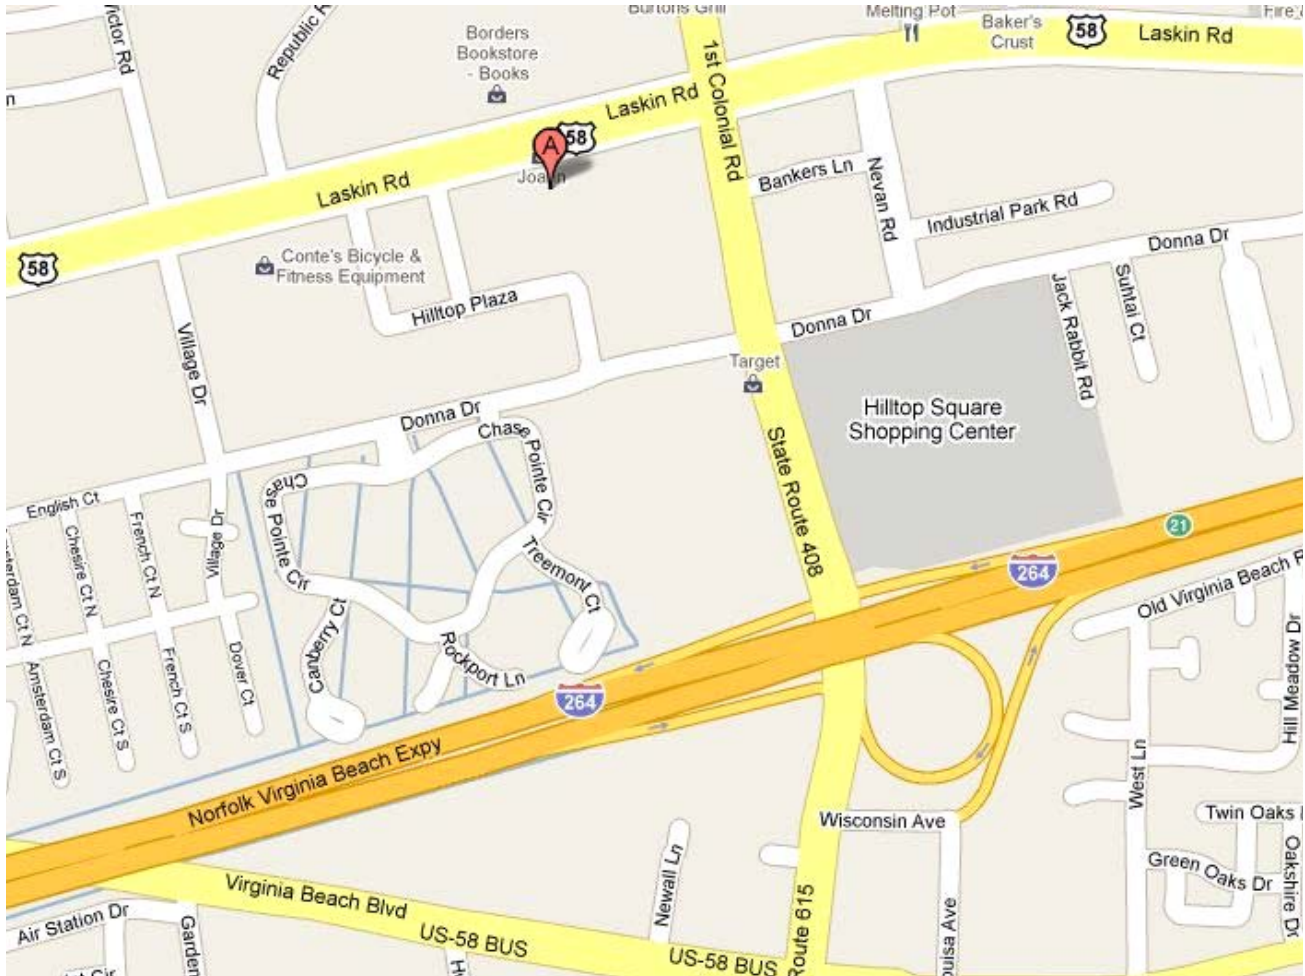 Burtons Grill
Melting Pot
Baker's
Crust
58
Laskin Rd
Fire
Victor Rd
Republic R
Borders
Bookstore
- Books
1st Colonial Rd
Laskin Rd
58
A
Laskin Rd
Bankers Ln
Nevan Rd
Industrial Park Rd
Donna Dr
58
Conte's Bicycle &
Fitness Equipment
Hilltop Plaza
Donna Dr
Jack Rabbit Rd
Suhtai Ct
Village Dr
Target
Hilltop Square
Shopping Center
Donna Dr
Chase Pointe Cir
State Route 408
Chase Pointe Cir
English Ct
Chesire Ct N
French Ct N
Village Dr
Treemont Ct
21
264
Old Virginia Beach R
Amsterdam Ct N
Canberry Ct
Rockport Ln
Hill Meadow Dr
Amsterdam Ct S
Chesire Ct S
French Ct S
Dover Ct
264
Norfolk Virginia Beach Expy
West Ln
Wisconsin Ave
Twin Oaks
Newall Ln
Green Oaks Dr
Oakshire Dr
Virginia Beach Blvd
Air Station Dr
Garden
US-58 BUS
US-58 BUS
Route 615
ouisa Ave